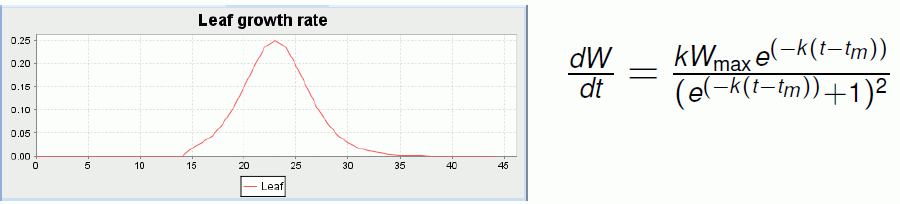 Leaf growth rate
0.25
0.20
0.15
0.10
0.05
0.00
0 5 10 15 20 25 30 35 40 45
Leaf
dW/dt = kW_max e^(−k(t−t_m)) / (e^(−k(t−t_m))+1)^2